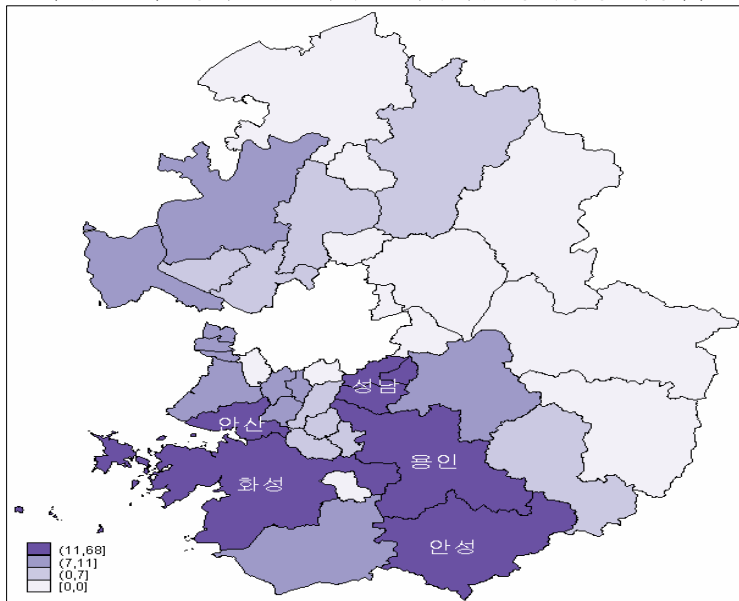 성남
안산
용인
화성
안성
(11,68]
(7,11]
(0,7]
[0,0]